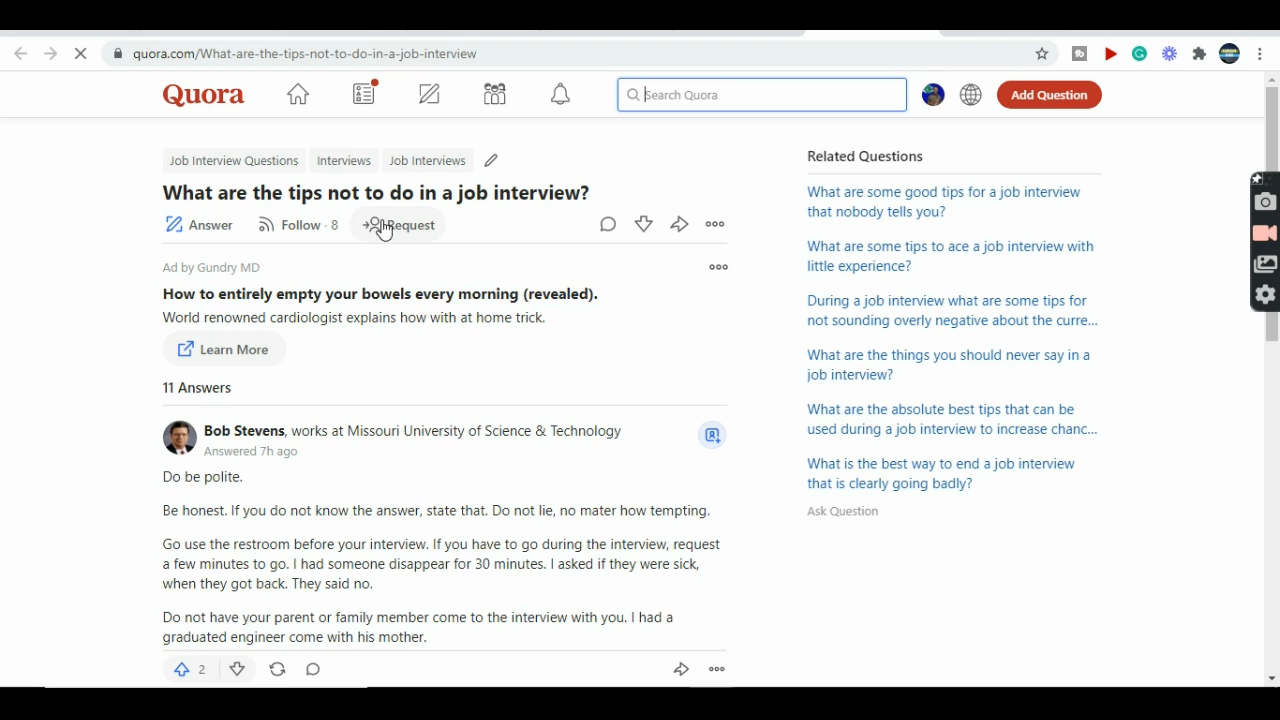 quora.com/What-are-the-tips-not-to-do-in-a-job-interview
Quora
Search Quora
Add Question
Job Interview Questions
Interviews
Job Interviews
What are the tips not to do in a job interview?
Answer
Follow · 8
Request
Ad by Gundry MD
How to entirely empty your bowels every morning (revealed).
World renowned cardiologist explains how with at home trick.
Learn More
11 Answers
Bob Stevens, works at Missouri University of Science & Technology
Answered 7h ago
Do be polite.
Be honest. If you do not know the answer, state that. Do not lie, no mater how tempting.
Go use the restroom before your interview. If you have to go during the interview, request
a few minutes to go. I had someone disappear for 30 minutes. I asked if they were sick,
when they got back. They said no.
Do not have your parent or family member come to the interview with you. I had a
graduated engineer come with his mother.
2
Related Questions
What are some good tips for a job interview
that nobody tells you?
What are some tips to ace a job interview with
little experience?
During a job interview what are some tips for
not sounding overly negative about the curre...
What are the things you should never say in a
job interview?
What are the absolute best tips that can be
used during a job interview to increase chanc...
What is the best way to end a job interview
that is clearly going badly?
Ask Question